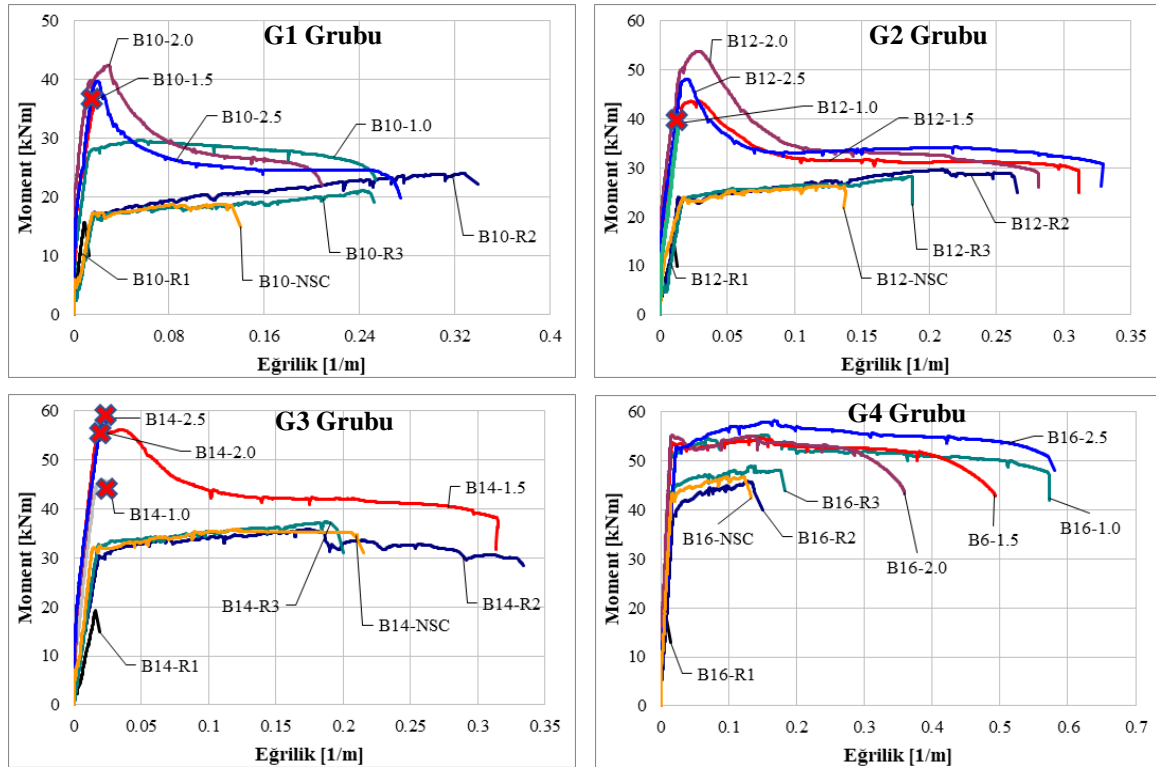 G1 Grubu
Moment [kNm]
50
40
30
20
10
0
B10-2.0
B10-1.5
B10-2.5
B10-1.0
B10-R2
B10-R3
B10-NSC
B10-R1
0 0.08 0.16 0.24 0.32 0.4
Eğrilik [1/m]
G2 Grubu
Moment [kNm]
60
50
40
30
20
10
0
B12-2.0
B12-2.5
B12-1.0
B12-1.5
B12-R2
B12-R3
B12-NSC
B12-R1
0 0.05 0.1 0.15 0.2 0.25 0.3 0.35
Eğrilik [1/m]
G3 Grubu
Moment [kNm]
60
50
40
30
20
10
0
B14-2.5
B14-2.0
B14-1.0
B14-1.5
B14-R3
B14-NSC
B14-R2
B14-R1
0 0.05 0.1 0.15 0.2 0.25 0.3 0.35
Eğrilik [1/m]
G4 Grubu
Moment [kNm]
60
50
40
30
20
10
0
B16-2.5
B16-R3
B16-NSC
B16-R2
B16-2.0
B6-1.5
B16-1.0
B16-R1
0 0.1 0.2 0.3 0.4 0.5 0.6 0.7
Eğrilik [1/m]